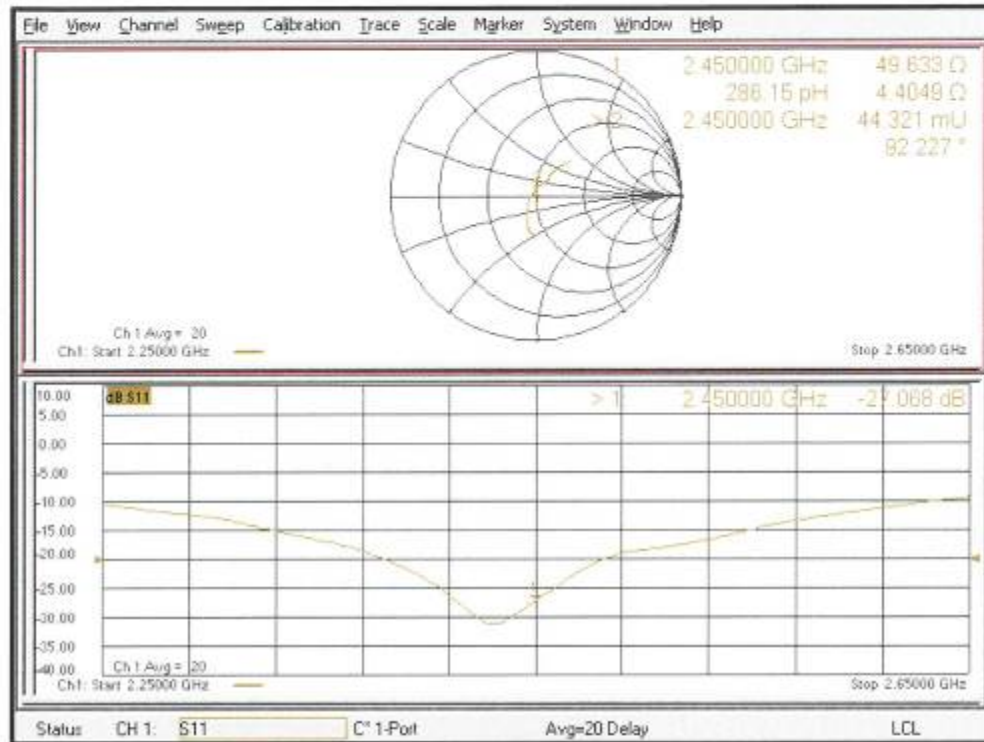 File View Channel Sweep Calibration Trace Scale Marker System Window Help
1 2.450000 GHz 49.633 Ω
286.15 pH 4.4049 Ω
> 2 2.450000 GHz 44.321 mU
92.227 °
Ch 1 Avg = 20
Ch1: Start 2.25000 GHz Stop 2.65000 GHz
10.00 dB S11 > 1 2.450000 GHz -27.068 dB
5.00
0.00
-5.00
-10.00
-15.00
-20.00
-25.00
-30.00
-35.00
-40.00 Ch 1 Avg = 20
Ch1: Start 2.25000 GHz Stop 2.65000 GHz
Status CH 1: S11 C* 1-Port Avg=20 Delay LCL